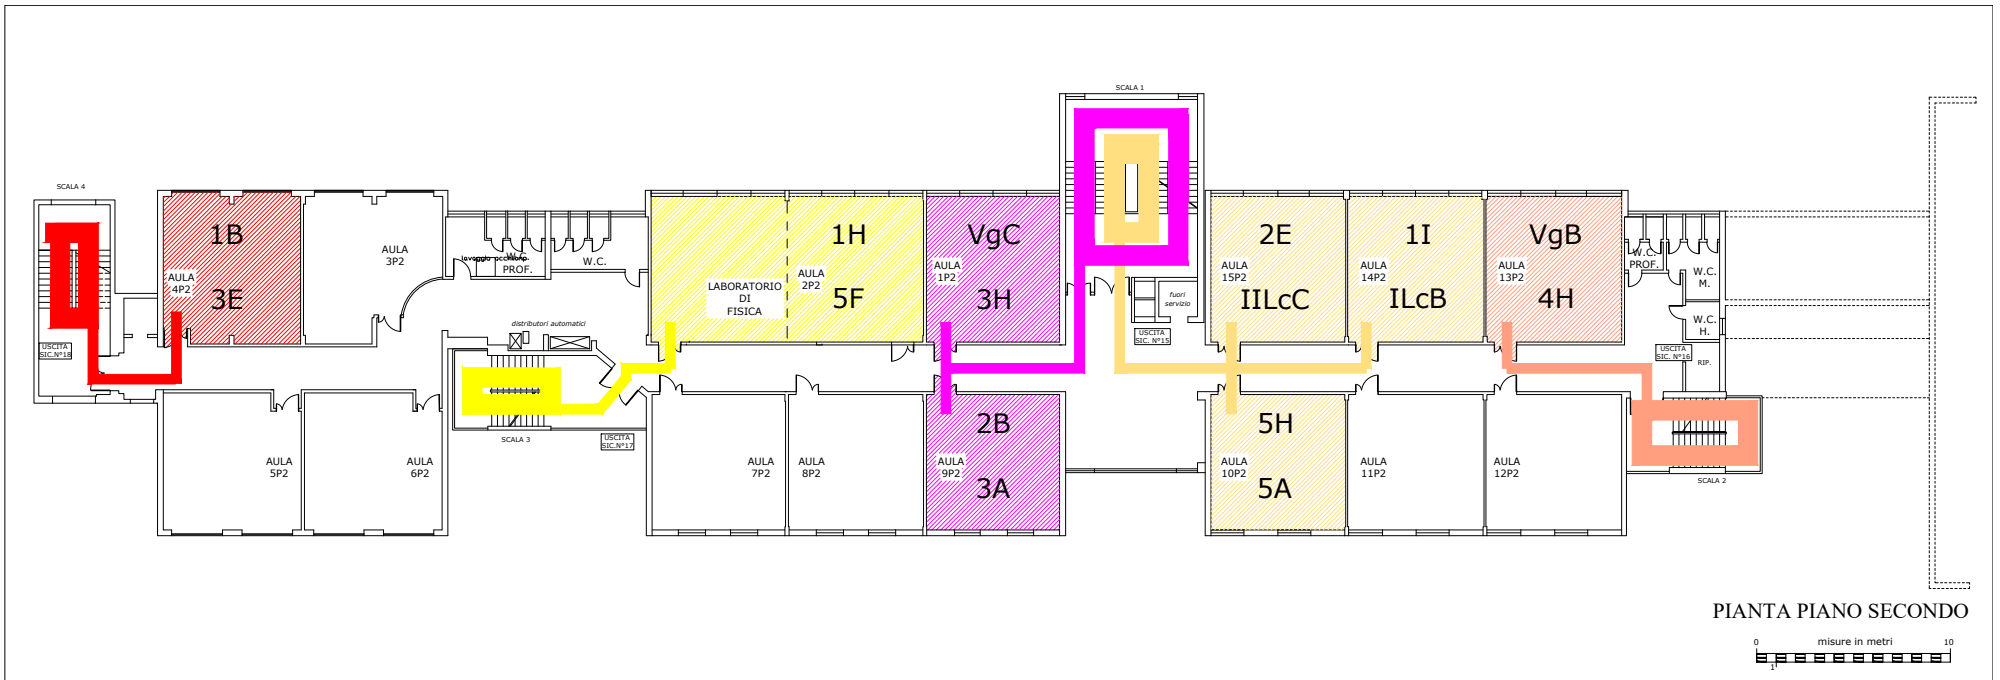 SCALA 1
SCALA 4
1B
AULA
4P2
3E
AULA
3P2
lavaggio occhi
W.C.
PROF.
W.C.
LABORATORIO
DI
FISICA
1H
AULA
2P2
5F
VgC
AULA
1P2
3H
fuori
servizio
2E
AULA
15P2
IILcC
1I
AULA
14P2
ILcB
VgB
AULA
13P2
4H
W.C.
PROF.
W.C.
M.
W.C.
H.
RIP.
USCITA
SIC.N°18
distributori automatici
USCITA
SIC. N°15
USCITA
SIC. N°16
SCALA 3
USCITA
SIC.N°17
AULA
5P2
AULA
6P2
AULA
7P2
AULA
8P2
2B
AULA
9P2
3A
5H
AULA
10P2
5A
AULA
11P2
AULA
12P2
SCALA 2
PIANTA PIANO SECONDO
0 misure in metri 10
1